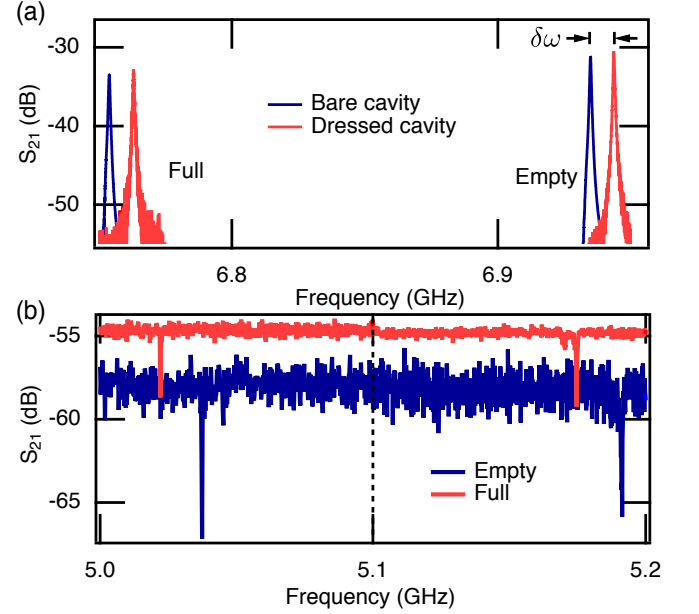 (a)
-30
-40
-50
S21 (dB)
δω
Bare cavity
Dressed cavity
Full
Empty
6.8
6.9
Frequency (GHz)
(b)
-55
-60
-65
S21 (dB)
Empty
Full
5.0
5.1
5.2
Frequency (GHz)